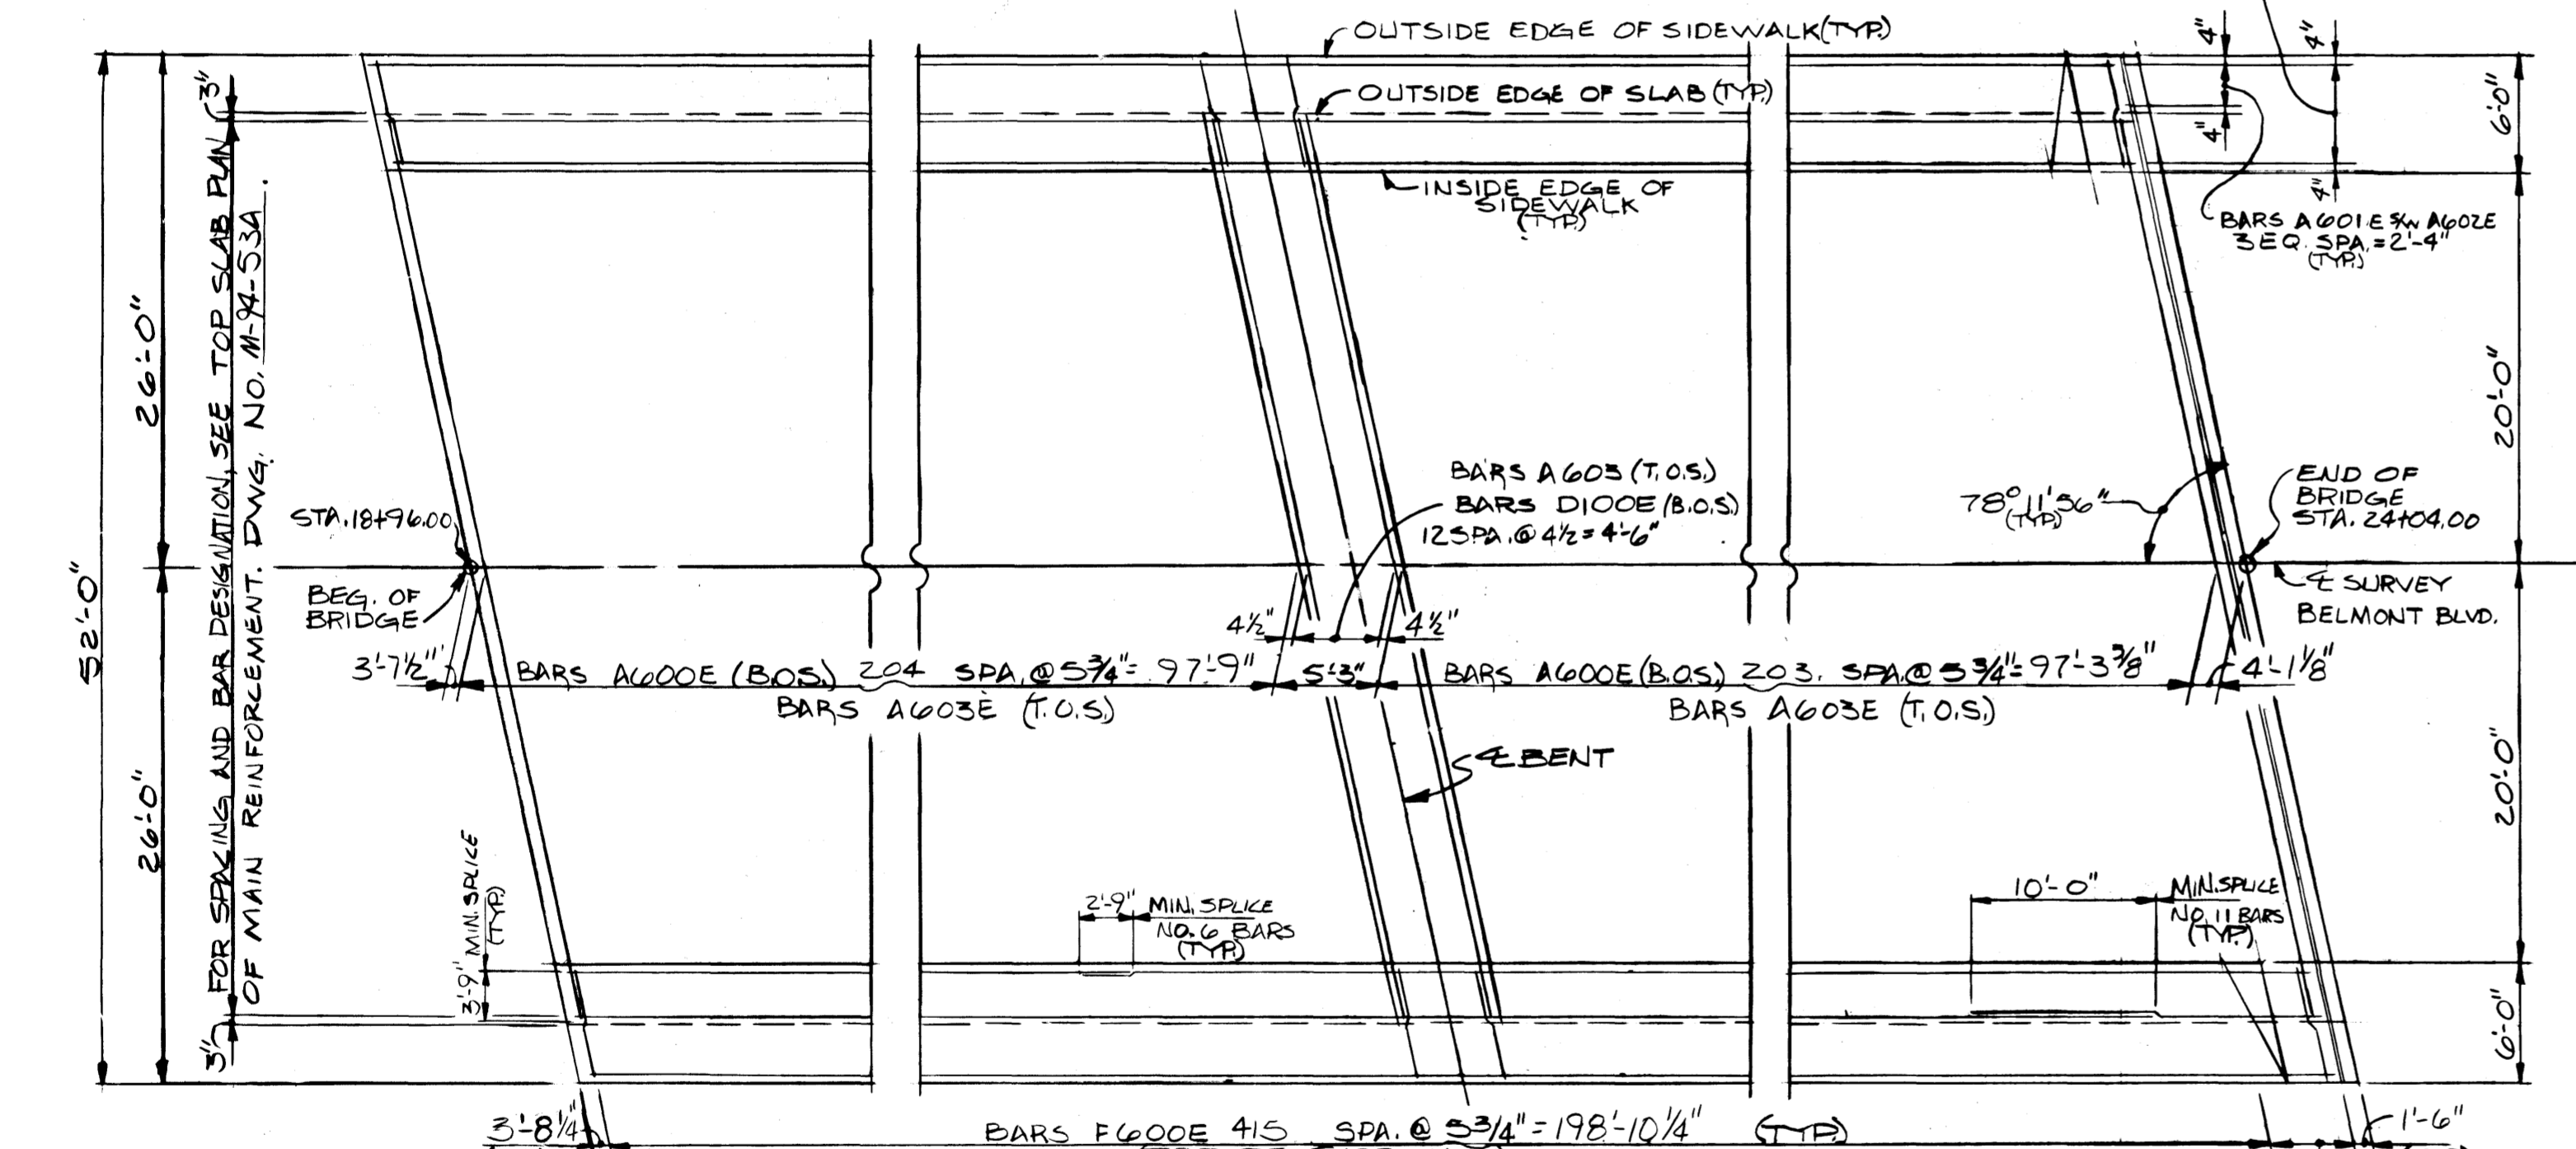 OUTSIDE EDGE OF SIDEWALK (TYP.)
OUTSIDE EDGE OF SLAB (TYP.)
INSIDE EDGE OF
SIDEWALK
(TYP.)
4"
4"
4"
4"
6'-0"
BARS A601E S/W A602E
3 EQ. SPA. = 2'-4"
(TYP.)
3"
52'-0"
26'-0"
26'-0"
FOR SPACING AND BAR DESIGNATION, SEE TOP SLAB PLAN
OF MAIN REINFORCEMENT. DWG. NO. M-94-53A.
3"
20'-0"
20'-0"
6'-0"
STA. 18+96.00
BEG. OF
BRIDGE
BARS A603 (T.O.S.)
BARS D100E (B.O.S.)
12 SPA. @ 4½ = 4'-6"
78° 11' 56"
(TYP.)
END OF
BRIDGE
STA. 24+04.00
℄ SURVEY
BELMONT BLVD.
4½"
4½"
3'-7½"
BARS A600E (B.O.S.) 204 SPA. @ 5¾" = 97'-9"
5'-3"
BARS A600E (B.O.S.) 203. SPA. @ 5¾" = 97'-3⅜"
4'-1⅛"
BARS A603E (T.O.S.)
BARS A603E (T.O.S.)
℄ BENT
3'-9" MIN. SPLICE
(TYP.)
2'-9"
MIN. SPLICE
NO. 6 BARS
(TYP.)
10'-0"
MIN. SPLICE
NO. 11 BARS
(TYP.)
3'-8¼"
BARS F600E 415 SPA. @ 5¾" = 198'-10¼" (TYP.)
1'-6"